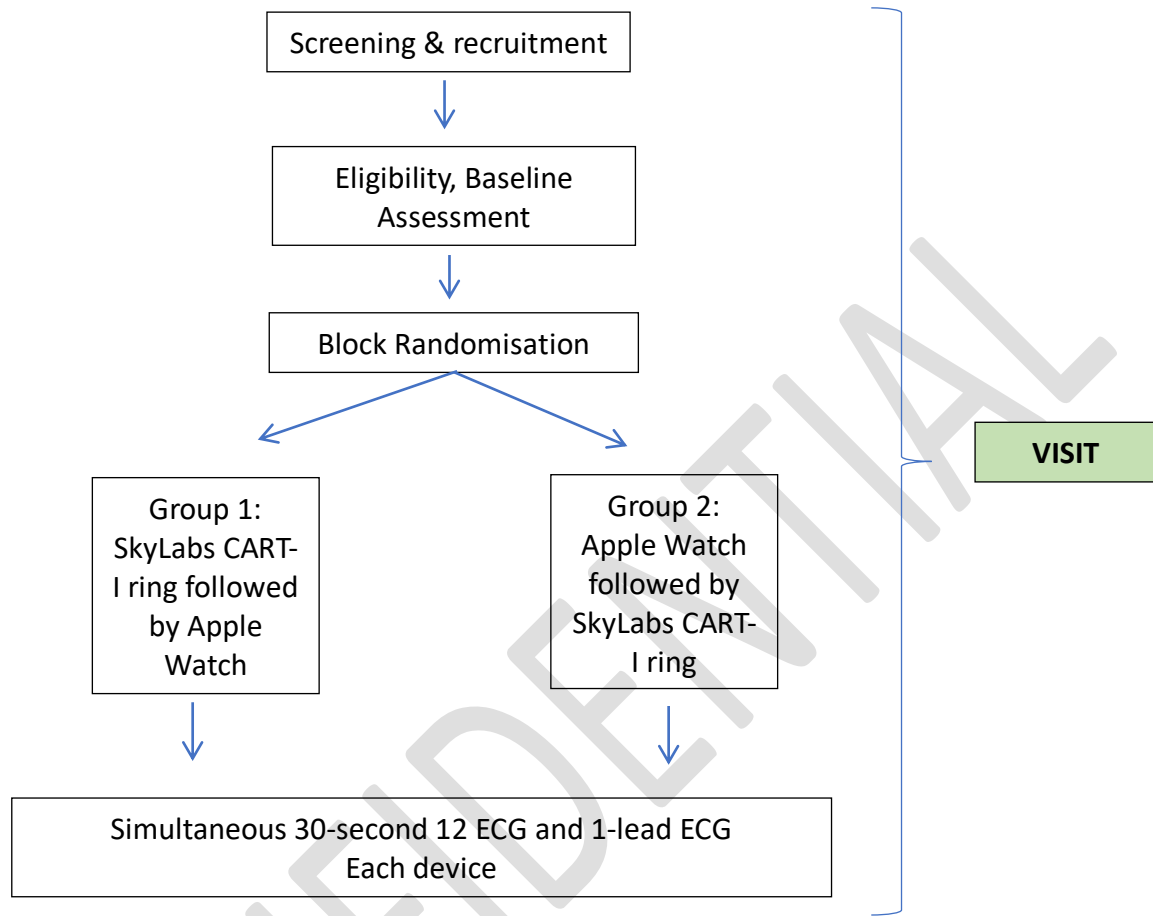 Screening & recruitment
Eligibility, Baseline
Assessment
Block Randomisation
VISIT
Group 1:
SkyLabs CART-
I ring followed
by Apple
Watch
Group 2:
Apple Watch
followed by
SkyLabs CART-
I ring
Simultaneous 30-second 12 ECG and 1-lead ECG
Each device
FIDENTIAL